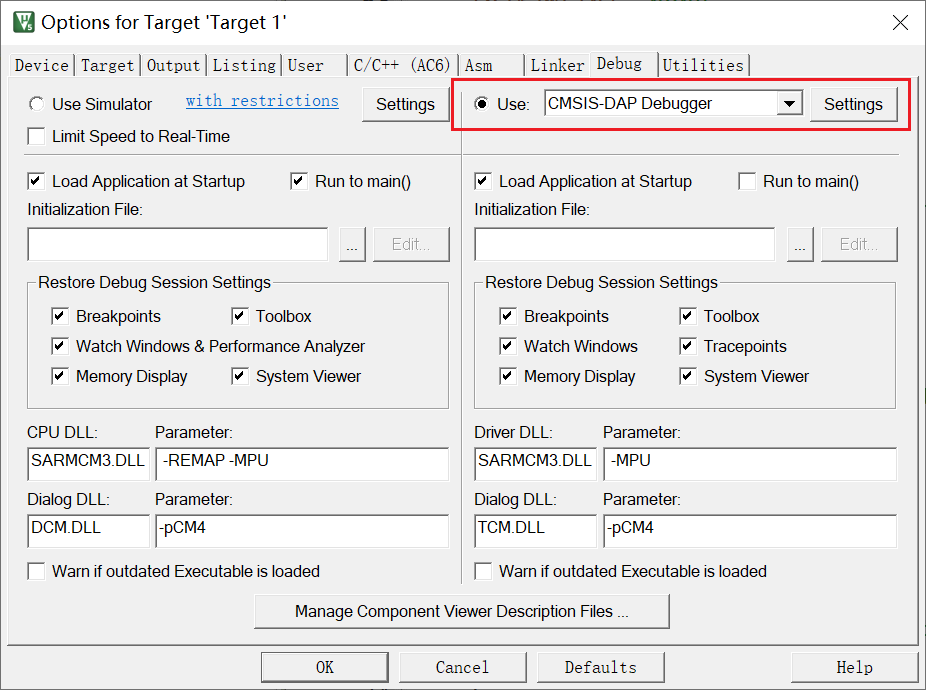 Options for Target 'Target 1'
Device Target Output Listing User C/C++ (AC6) Asm Linker Debug Utilities
Use Simulator with restrictions Settings Use: CMSIS-DAP Debugger Settings
Limit Speed to Real-Time
Load Application at Startup Run to main() Load Application at Startup Run to main()
Initialization File: Initialization File:
... Edit... ... Edit...
Restore Debug Session Settings Restore Debug Session Settings
Breakpoints Toolbox Breakpoints Toolbox
Watch Windows & Performance Analyzer Watch Windows Tracepoints
Memory Display System Viewer Memory Display System Viewer
CPU DLL: Parameter: Driver DLL: Parameter:
SARMCM3.DLL -REMAP -MPU SARMCM3.DLL -MPU
Dialog DLL: Parameter: Dialog DLL: Parameter:
DCM.DLL -pCM4 TCM.DLL -pCM4
Warn if outdated Executable is loaded Warn if outdated Executable is loaded
Manage Component Viewer Description Files ...
OK Cancel Defaults Help